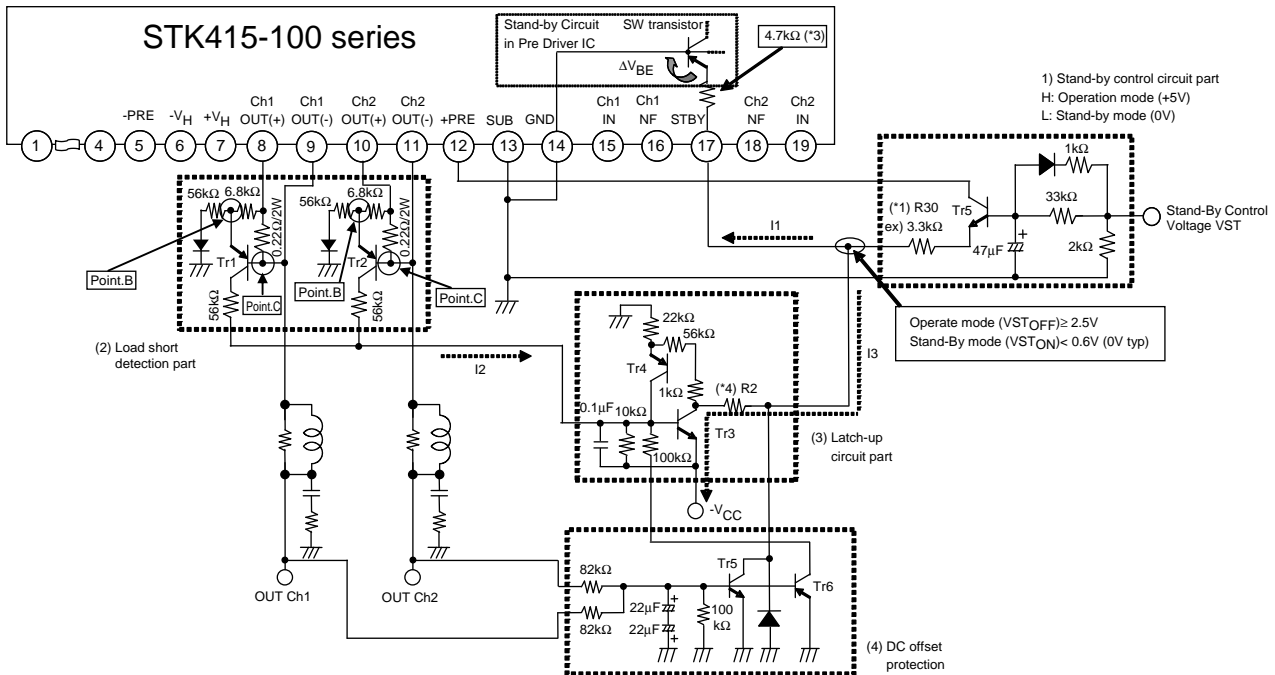 STK415-100 series
Stand-by Circuit
in Pre Driver IC
SW transistor
ΔVBE
4.7kΩ (*3)
1) Stand-by control circuit part
H: Operation mode (+5V)
L: Stand-by mode (0V)
-PRE
-VH
+VH
Ch1
OUT(+)
Ch1
OUT(-)
Ch2
OUT(+)
Ch2
OUT(-)
+PRE
SUB
GND
Ch1
IN
Ch1
NF
STBY
Ch2
NF
Ch2
IN
1
4
5
6
7
8
9
10
11
12
13
14
15
16
17
18
19
1kΩ
33kΩ
2kΩ
Tr5
47µF
+
(*1) R30
ex) 3.3kΩ
Stand-By Control
Voltage VST
I1
56kΩ
6.8kΩ
0.22Ω/2W
Tr1
56kΩ
Point.B
Point.C
56kΩ
6.8kΩ
0.22Ω/2W
Tr2
56kΩ
Point.B
Point.C
(2) Load short
detection part
I2
I3
Operate mode (VSTOFF)≥ 2.5V
Stand-By mode (VSTON)< 0.6V (0V typ)
22kΩ
56kΩ
Tr4
1kΩ
(*4) R2
0.1µF
10kΩ
Tr3
100kΩ
(3) Latch-up
circuit part
-VCC
OUT Ch1
OUT Ch2
82kΩ
82kΩ
22µF
+
22µF
+
100
kΩ
Tr5
Tr6
(4) DC offset
protection